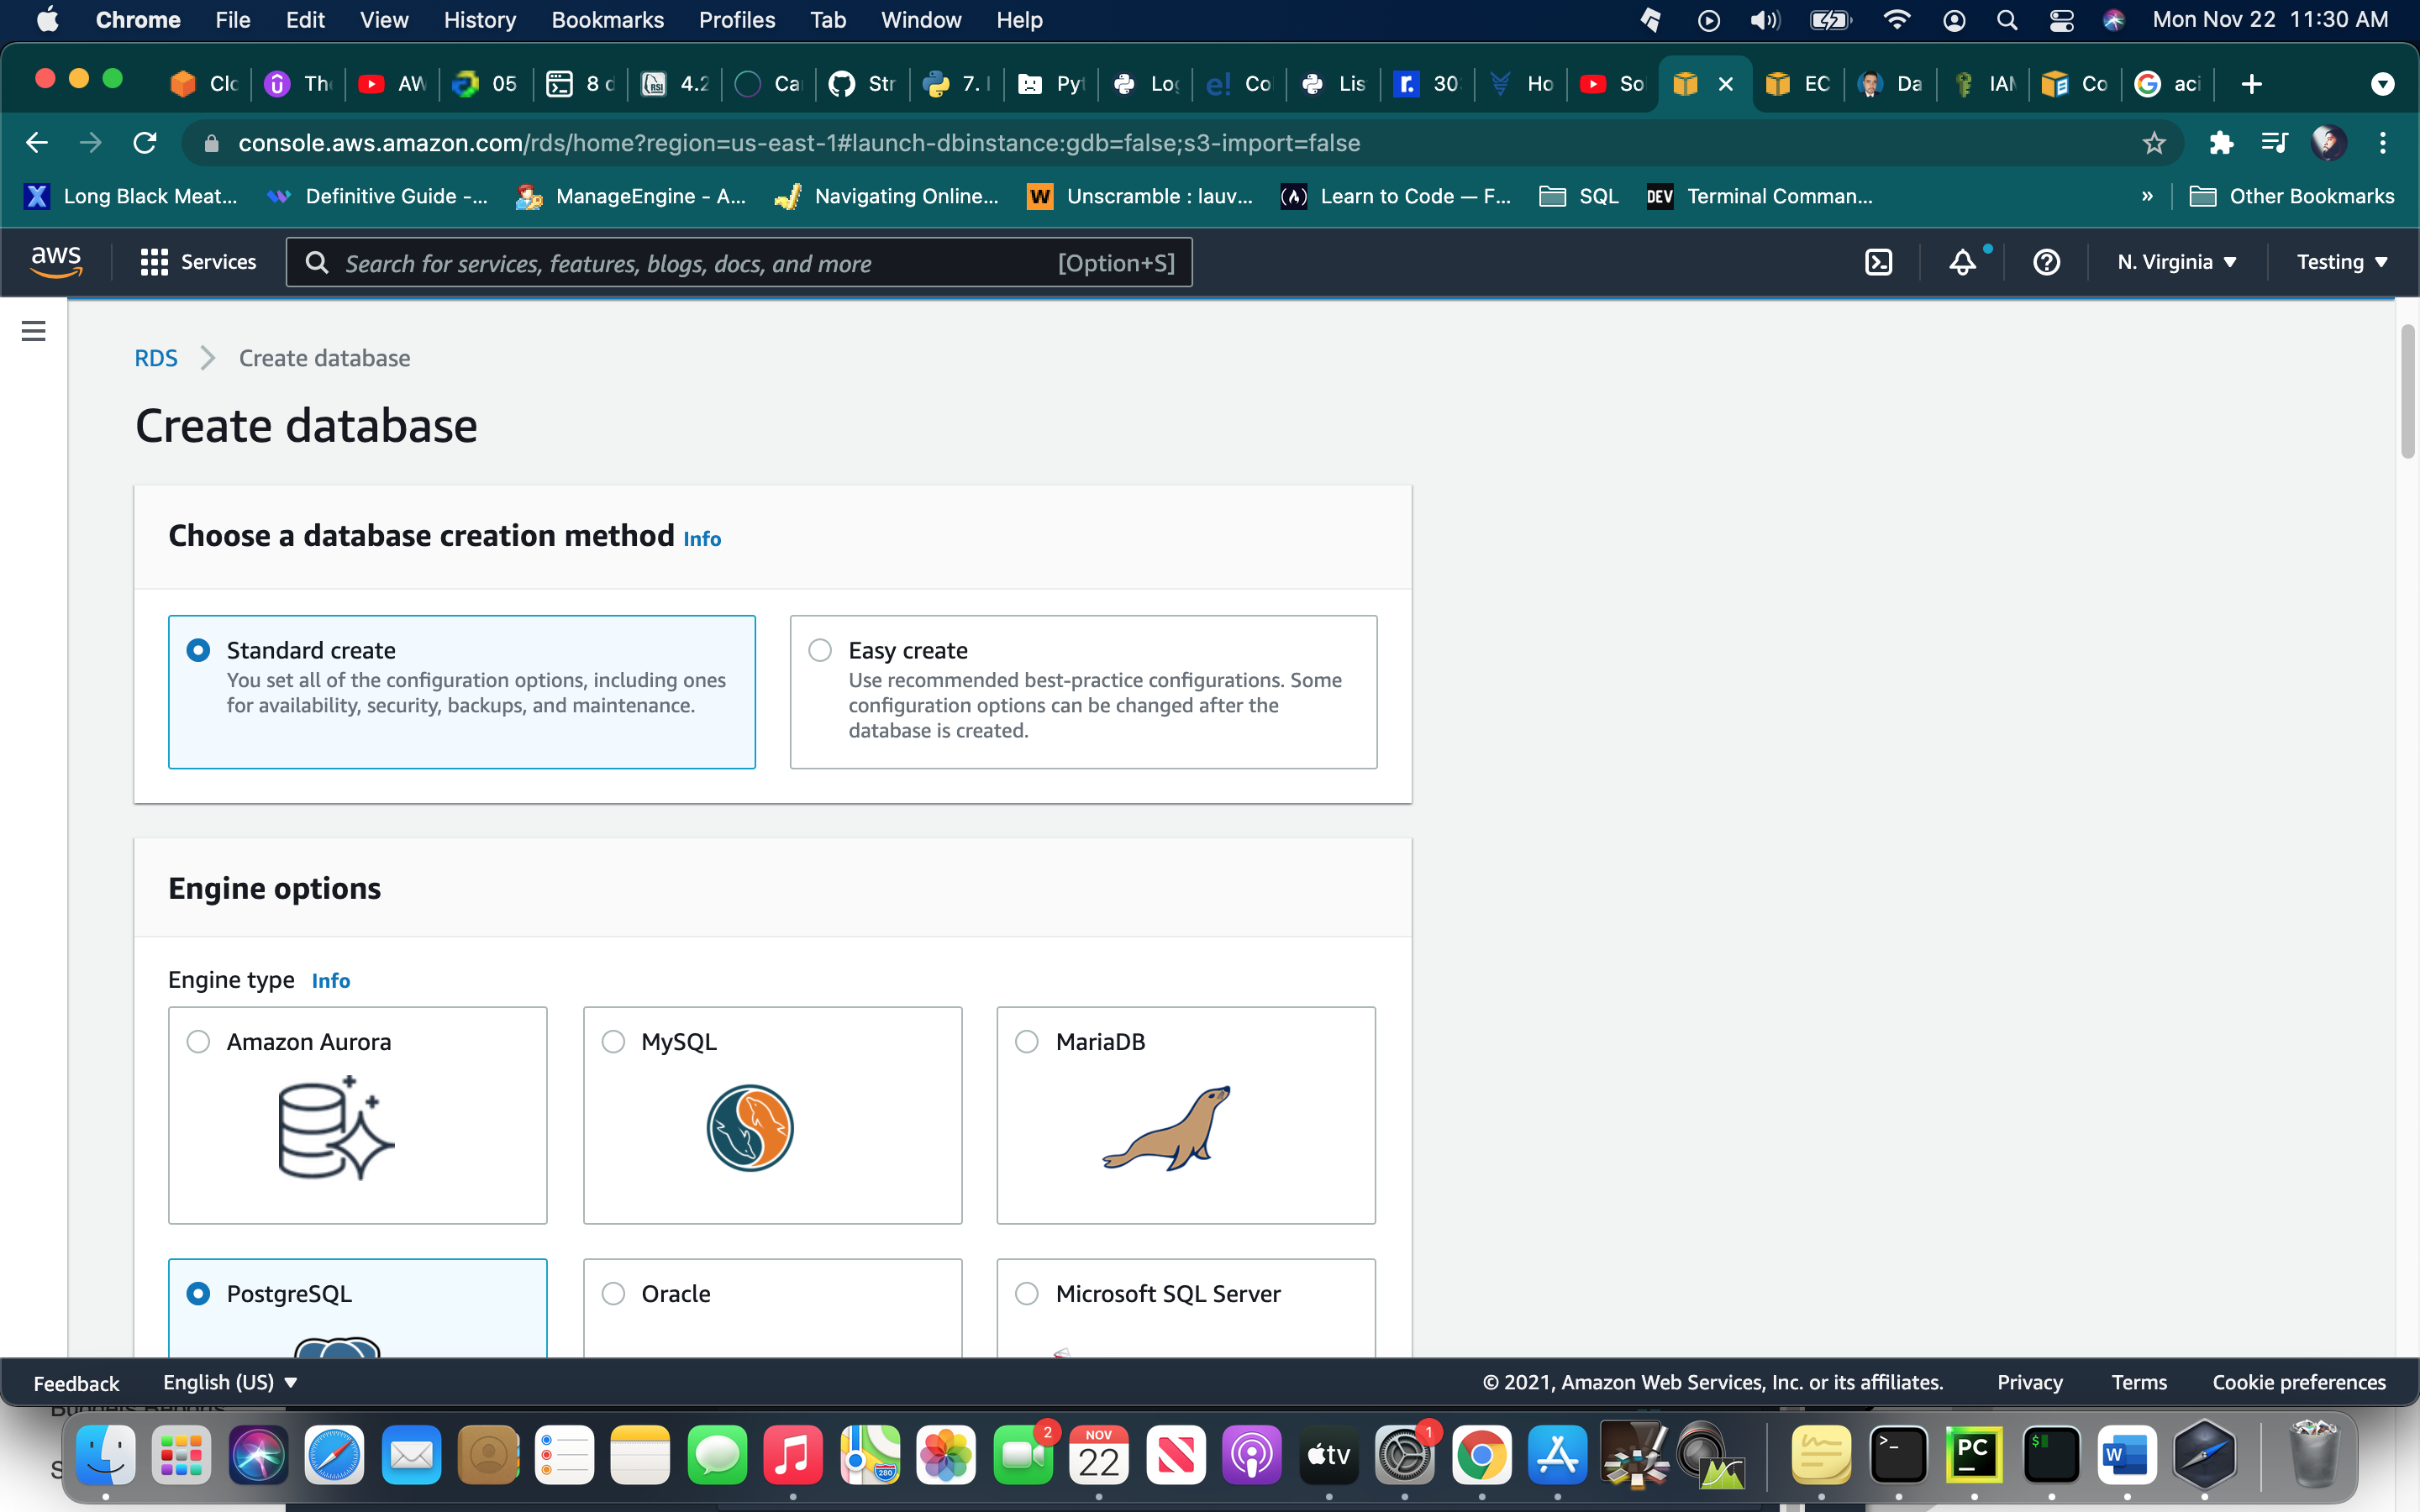 Chrome File Edit View History Bookmarks Profiles Tab Window Help Mon Nov 22 11:30 AM
Clo The AW 05 8 d 4.2 Ca Str 7. I Pyt Log Co Lis 30 Ho So EC Da IAM Co aci
console.aws.amazon.com/rds/home?region=us-east-1#launch-dbinstance:gdb=false;s3-import=false
Long Black Meat... Definitive Guide -... ManageEngine - A... Navigating Online... Unscramble : lauv... Learn to Code — F... SQL DEV Terminal Comman... » Other Bookmarks
aws Services Search for services, features, blogs, docs, and more [Option+S] N. Virginia ▼ Testing ▼
RDS > Create database
Create database
Choose a database creation method Info
Standard create
You set all of the configuration options, including ones
for availability, security, backups, and maintenance.
Easy create
Use recommended best-practice configurations. Some
configuration options can be changed after the
database is created.
Engine options
Engine type Info
Amazon Aurora
MySQL
MariaDB
PostgreSQL
Oracle
Microsoft SQL Server
Feedback English (US) ▼ © 2021, Amazon Web Services, Inc. or its affiliates. Privacy Terms Cookie preferences
280 2 NOV 22 tv 1 >_ PC $ W